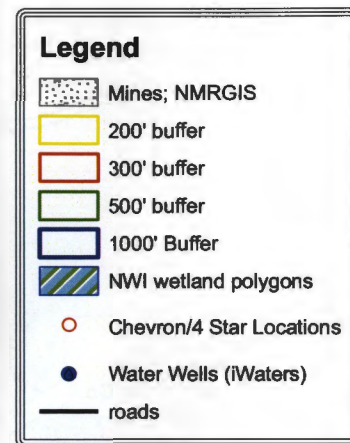 Legend
Mines; NMRGIS
200' buffer
300' buffer
500' buffer
1000' Buffer
NWI wetland polygons
Chevron/4 Star Locations
Water Wells (iWaters)
roads